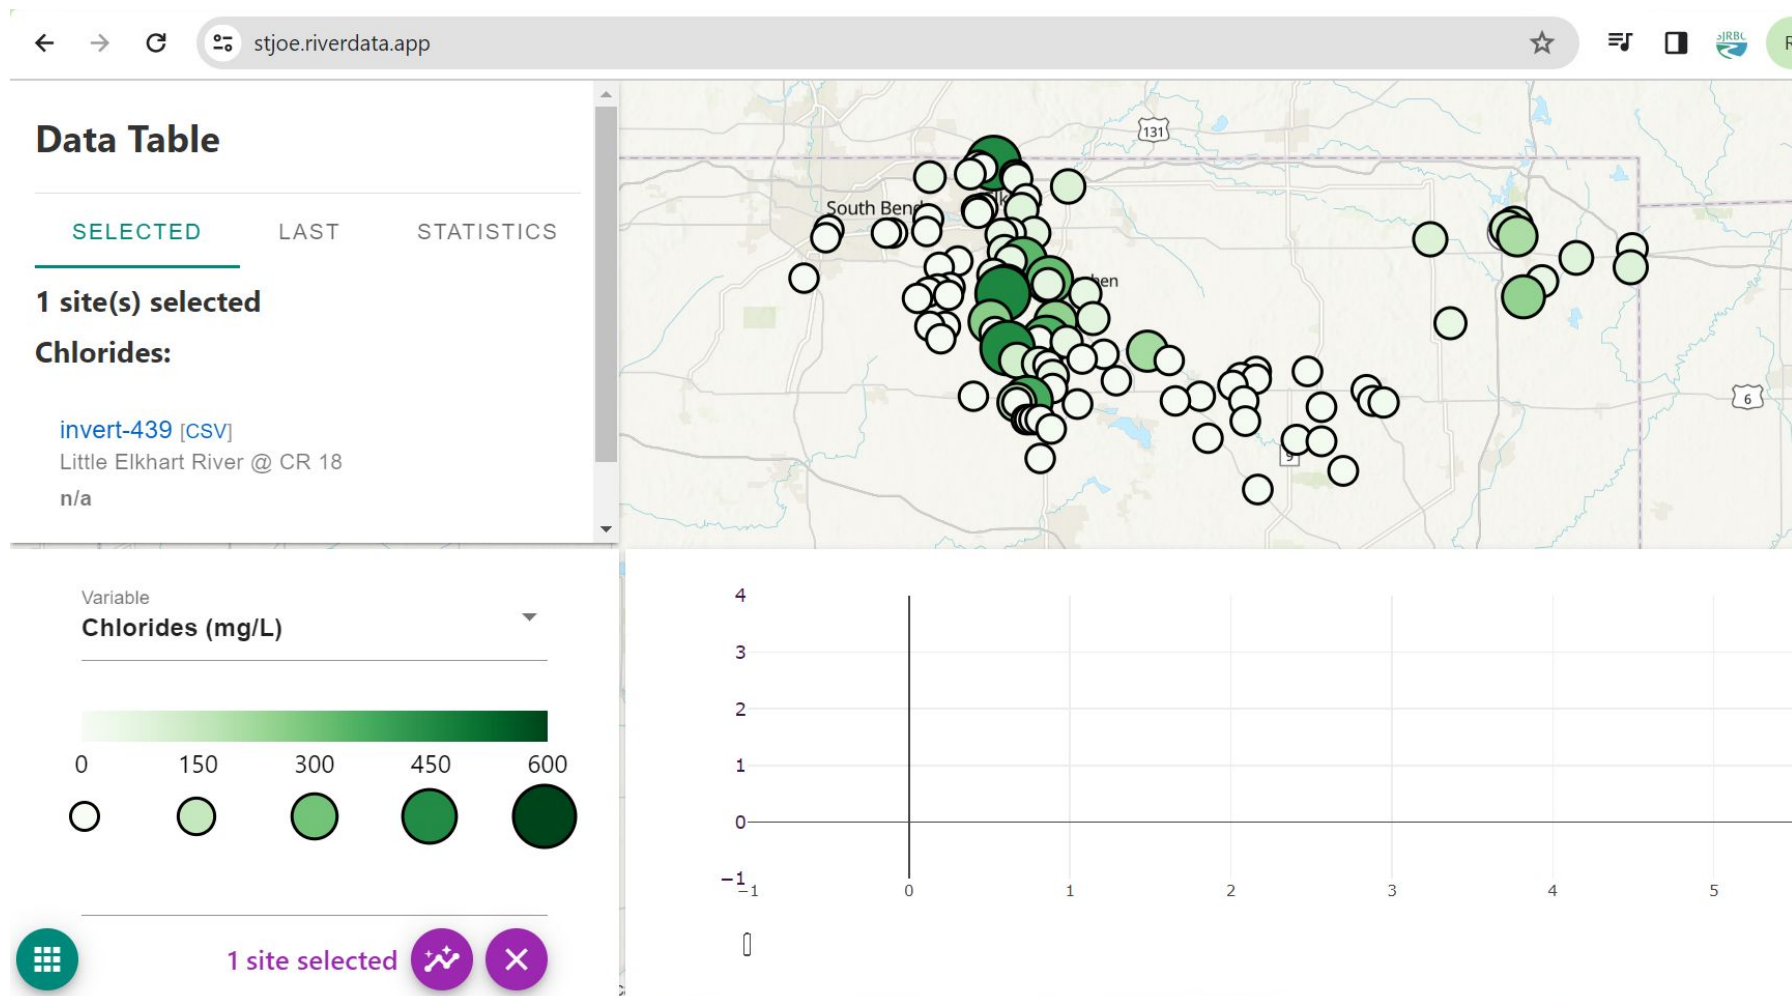 stjoe.riverdata.app
SJRBC
R
Data Table
SELECTED LAST STATISTICS
1 site(s) selected
Chlorides:
invert-439 [CSV]
Little Elkhart River @ CR 18
n/a
131
South Bend
6
9
Variable
Chlorides (mg/L)
0 150 300 450 600
1 site selected
4
3
2
1
0
−1
−1 0 1 2 3 4 5